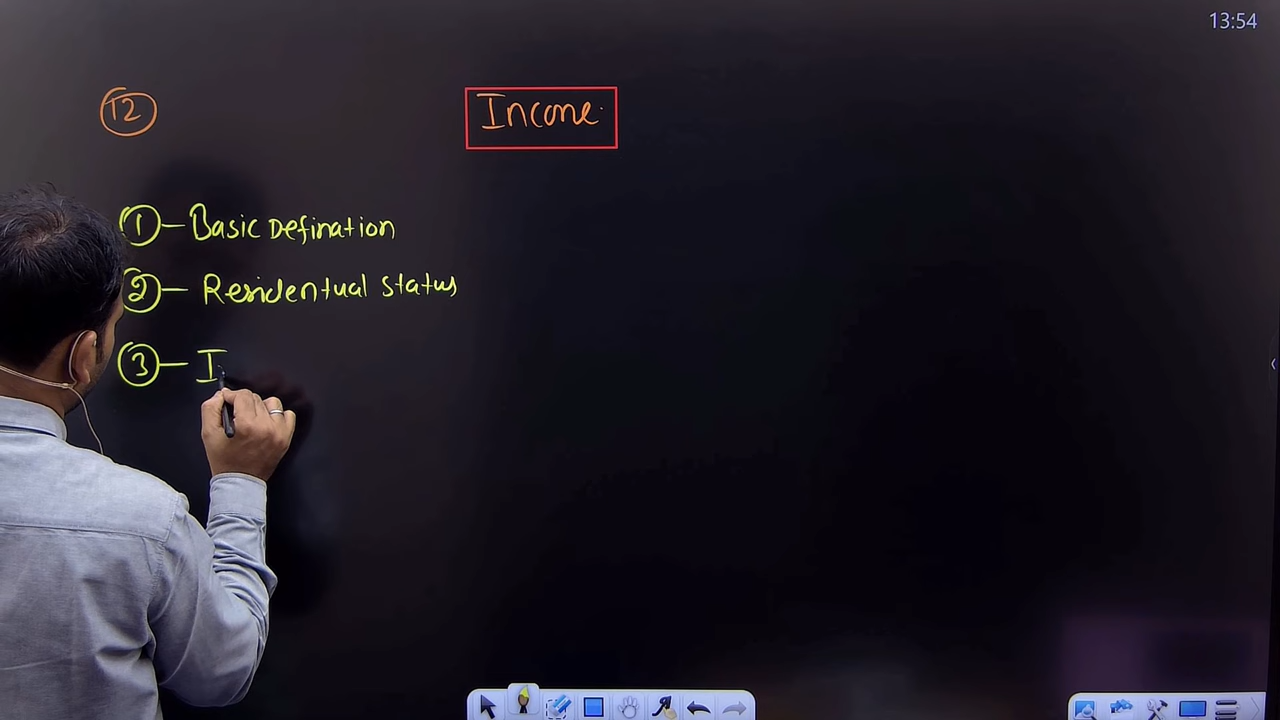 13:54
12
Income
1 - Basic Defination
2 - Residentual status
3 - I